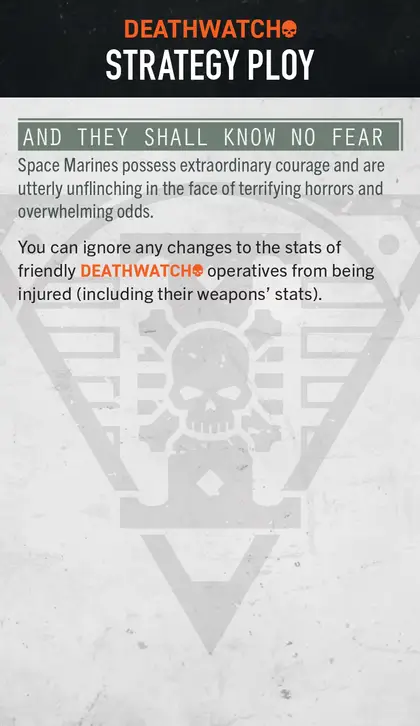 DEATHWATCH
STRATEGY PLOY
AND THEY SHALL KNOW NO FEAR
Space Marines possess extraordinary courage and are
utterly unflinching in the face of terrifying horrors and
overwhelming odds.
You can ignore any changes to the stats of
friendly DEATHWATCH operatives from being
injured (including their weapons’ stats).